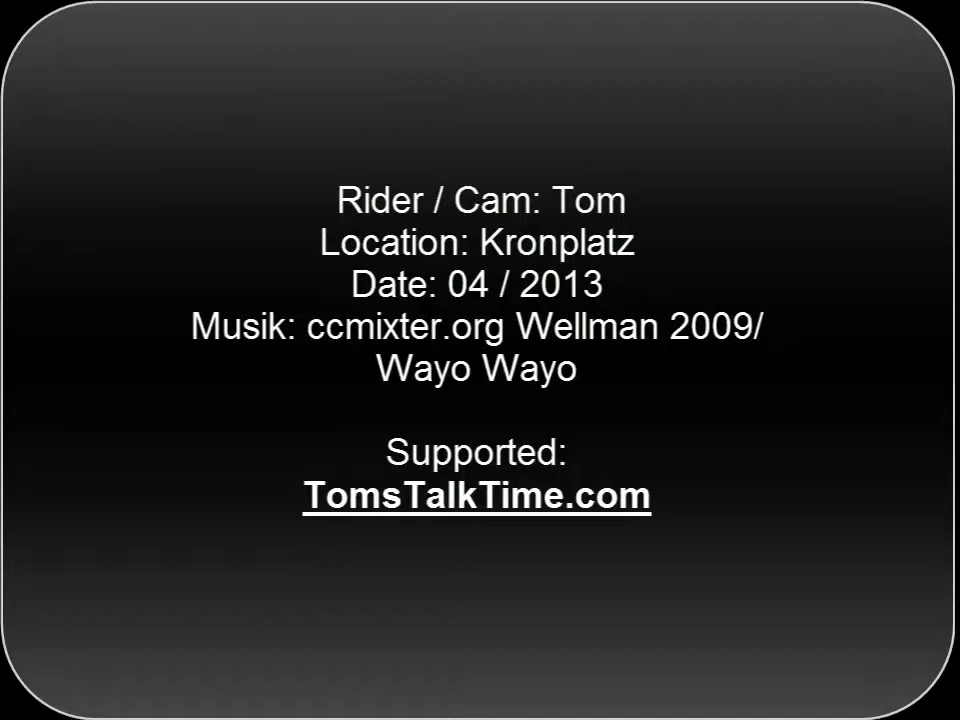 Rider / Cam: Tom
Location: Kronplatz
Date: 04 / 2013
Musik: ccmixter.org Wellman 2009/
Wayo Wayo
Supported:
TomsTalkTime.com